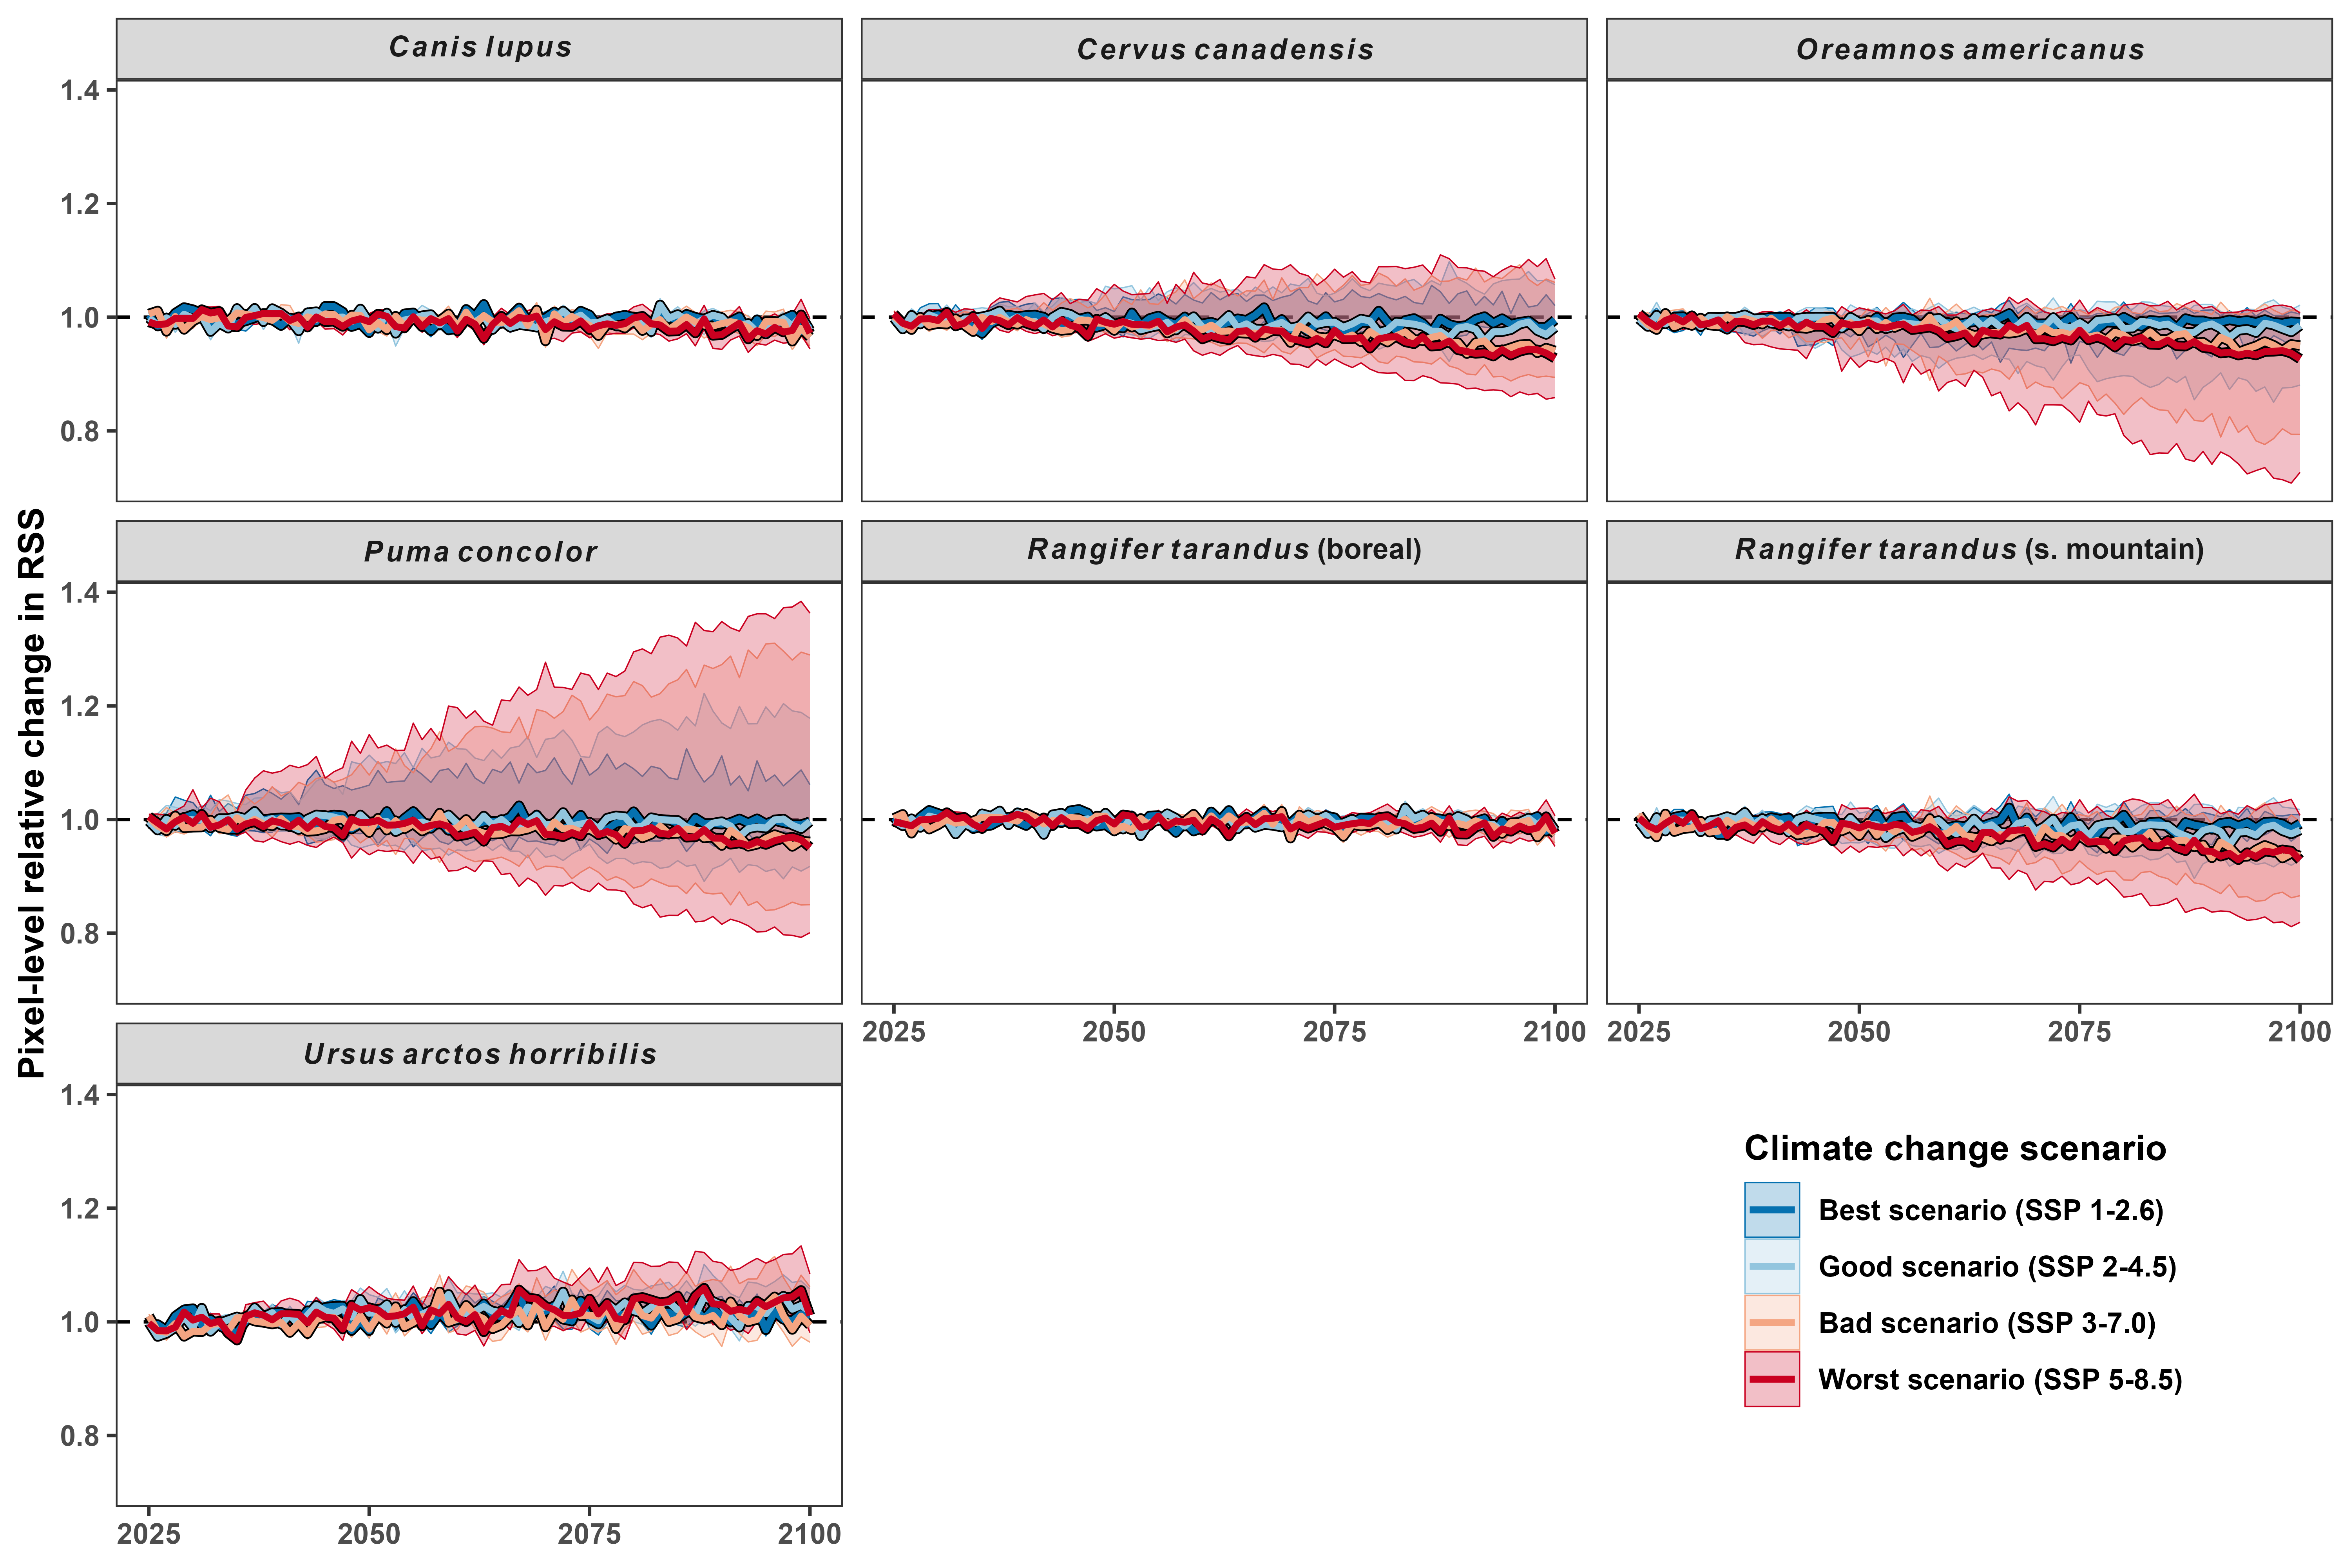 Canis lupus
Cervus canadensis
Oreamnos americanus
1.4
1.2
1.0
0.8
Puma concolor
Rangifer tarandus (boreal)
Rangifer tarandus (s. mountain)
1.4
1.2
1.0
0.8
2025 2050 2075 2100
2025 2050 2075 2100
Pixel-level relative change in RSS
Ursus arctos horribilis
1.4
1.2
1.0
0.8
2025 2050 2075 2100
Climate change scenario
Best scenario (SSP 1-2.6)
Good scenario (SSP 2-4.5)
Bad scenario (SSP 3-7.0)
Worst scenario (SSP 5-8.5)